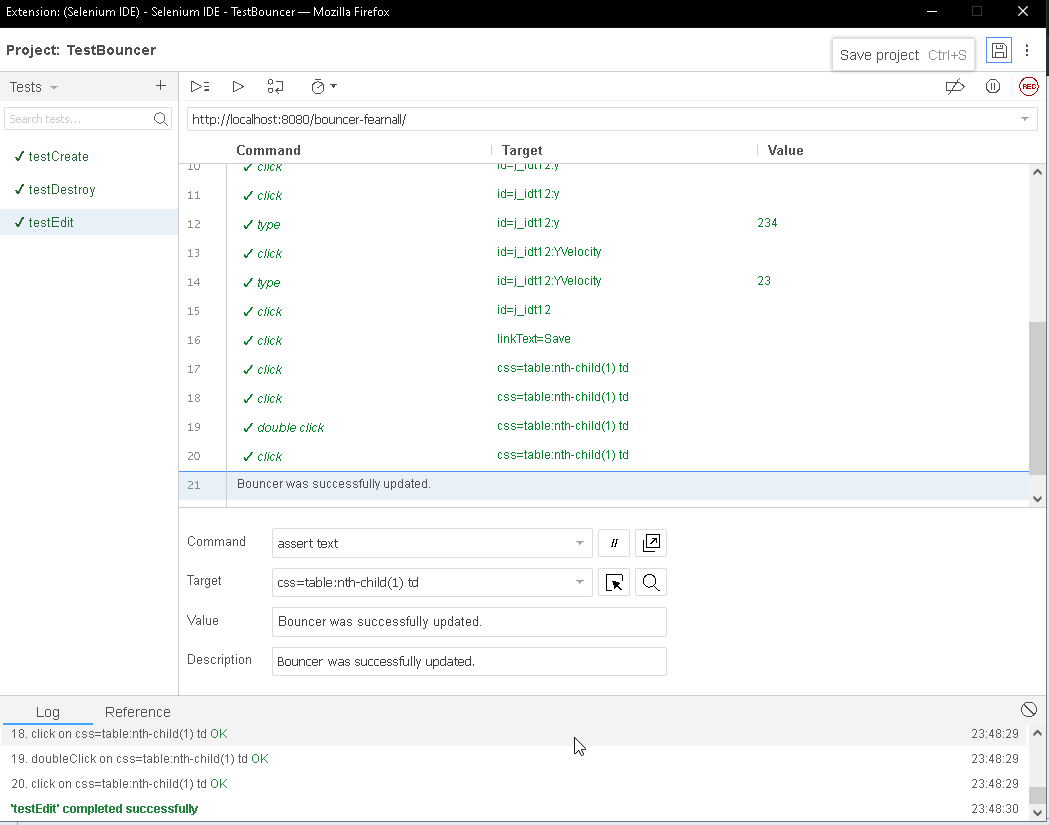 Extension: (Selenium IDE) - Selenium IDE - TestBouncer — Mozilla Firefox
Project: TestBouncer
Save project Ctrl+S
Tests
REC
Search tests...
http://localhost:8080/bouncer-fearnall/
Command Target Value
testCreate
testDestroy
testEdit
10 click id=j_idt12:y
11 click id=j_idt12:y
12 type id=j_idt12:y 234
13 click id=j_idt12:YVelocity
14 type id=j_idt12:YVelocity 23
15 click id=j_idt12
16 click linkText=Save
17 click css=table:nth-child(1) td
18 click css=table:nth-child(1) td
19 double click css=table:nth-child(1) td
20 click css=table:nth-child(1) td
21 Bouncer was successfully updated.
Command assert text //
Target css=table:nth-child(1) td
Value Bouncer was successfully updated.
Description Bouncer was successfully updated.
Log Reference
18. click on css=table:nth-child(1) td OK 23:48:29
19. doubleClick on css=table:nth-child(1) td OK 23:48:29
20. click on css=table:nth-child(1) td OK 23:48:29
'testEdit' completed successfully 23:48:30